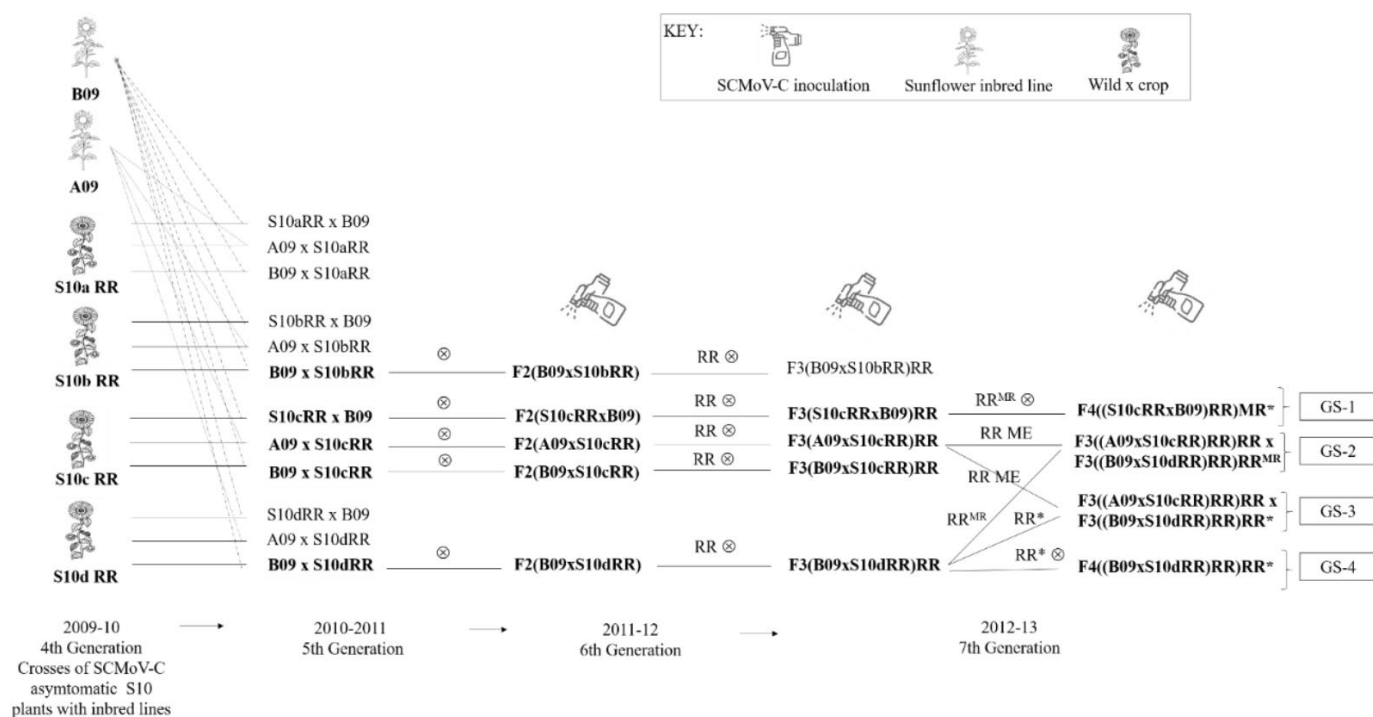 KEY:
SCMoV-C inoculation
Sunflower inbred line
Wild x crop
B09
A09
S10a RR
S10b RR
S10c RR
S10d RR
S10aRR x B09
A09 x S10aRR
B09 x S10aRR
S10bRR x B09
A09 x S10bRR
B09 x S10bRR
S10cRR x B09
A09 x S10cRR
B09 x S10cRR
S10dRR x B09
A09 x S10dRR
B09 x S10dRR
⊗
⊗
⊗
⊗
⊗
F2(B09xS10bRR)
F2(S10cRRxB09)
F2(A09xS10cRR)
F2(B09xS10cRR)
F2(B09xS10dRR)
RR ⊗
RR ⊗
RR ⊗
RR ⊗
RR ⊗
F3(B09xS10bRR)RR
F3(S10cRRxB09)RR
F3(A09xS10cRR)RR
F3(B09xS10cRR)RR
F3(B09xS10dRR)RR
RRᴹᴿ ⊗
RR ME
RR ME
RRᴹᴿ
RR*
RR* ⊗
F4((S10cRRxB09)RR)MR*
F3((A09xS10cRR)RR)RR x
F3((B09xS10dRR)RR)RRᴹᴿ
F3((A09xS10cRR)RR)RR x
F3((B09xS10dRR)RR)RR*
F4((B09xS10dRR)RR)RR*
GS-1
GS-2
GS-3
GS-4
2009-10
4th Generation
Crosses of SCMoV-C
asymtomatic S10
plants with inbred lines
2010-2011
5th Generation
2011-12
6th Generation
2012-13
7th Generation